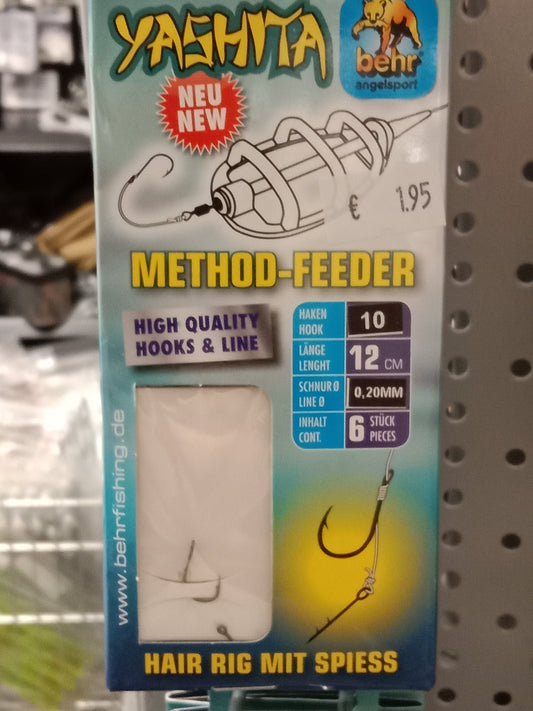 YASHITA
behr
angelsport
NEU
NEW
€ 1.95
METHOD-FEEDER
HIGH QUALITY
HOOKS & LINE
HAKEN
HOOK
10
LÄNGE
LENGHT
12 CM
SCHNUR Ø
LINE Ø
0,20MM
INHALT
CONT.
6 STÜCK
PIECES
www.behrfishing.de
HAIR RIG MIT SPIESS